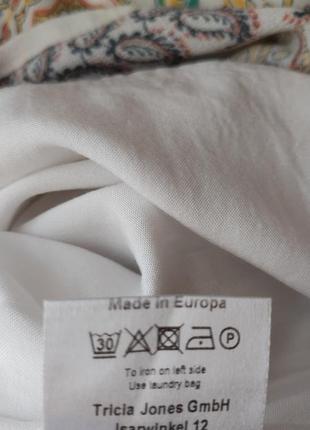 Made in Europa
30 P
To iron on left side
Use laundry bag
Tricia Jones GmbH
Isarwinkel 12